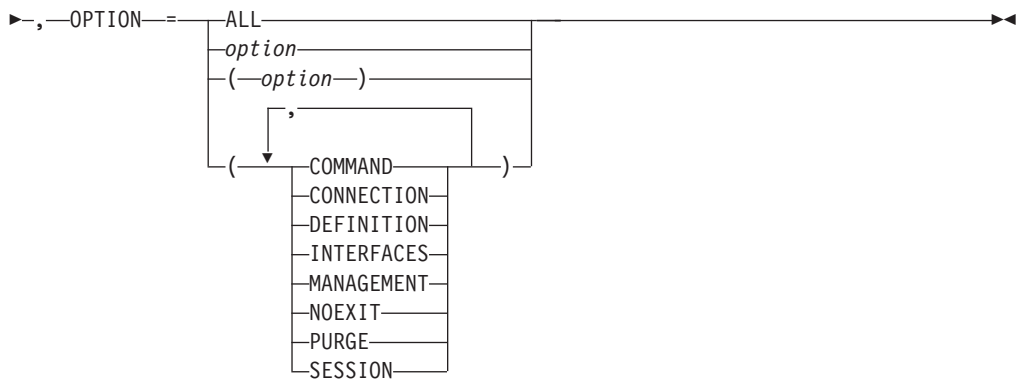 , OPTION = ALL
option
( option )
,
( COMMAND )
CONNECTION
DEFINITION
INTERFACES
MANAGEMENT
NOEXIT
PURGE
SESSION